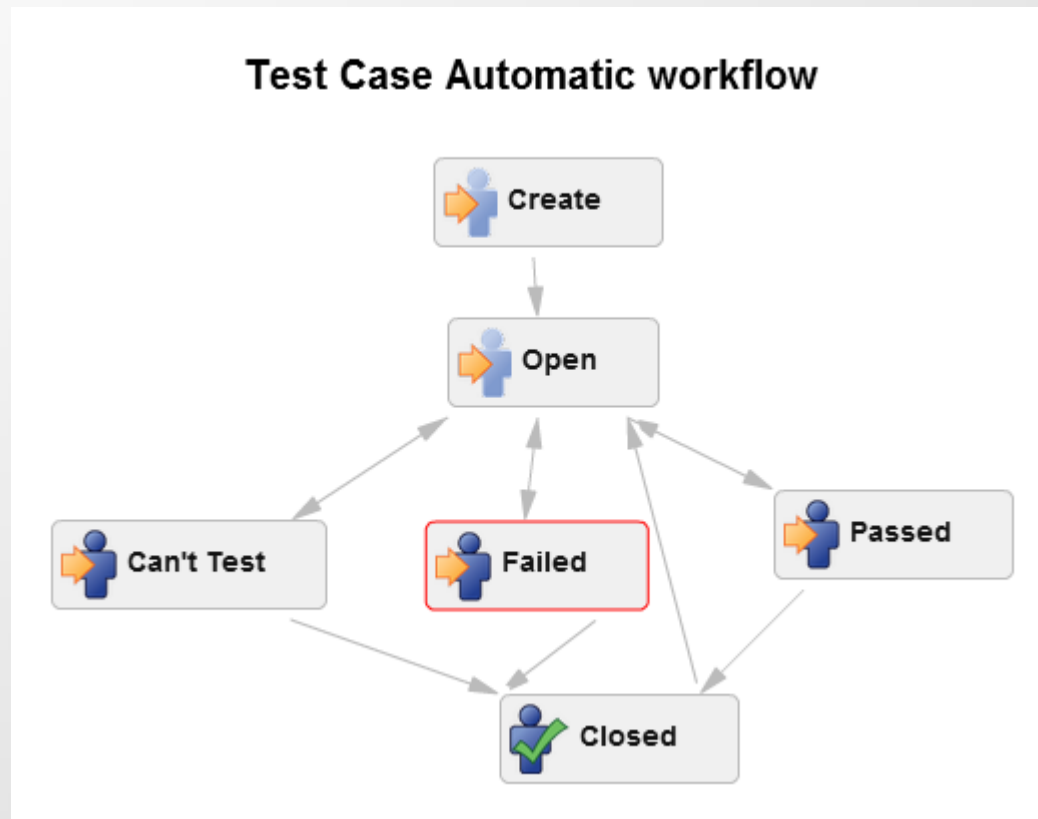 Test Case Automatic workflow
Create
Open
Can't Test
Failed
Passed
Closed